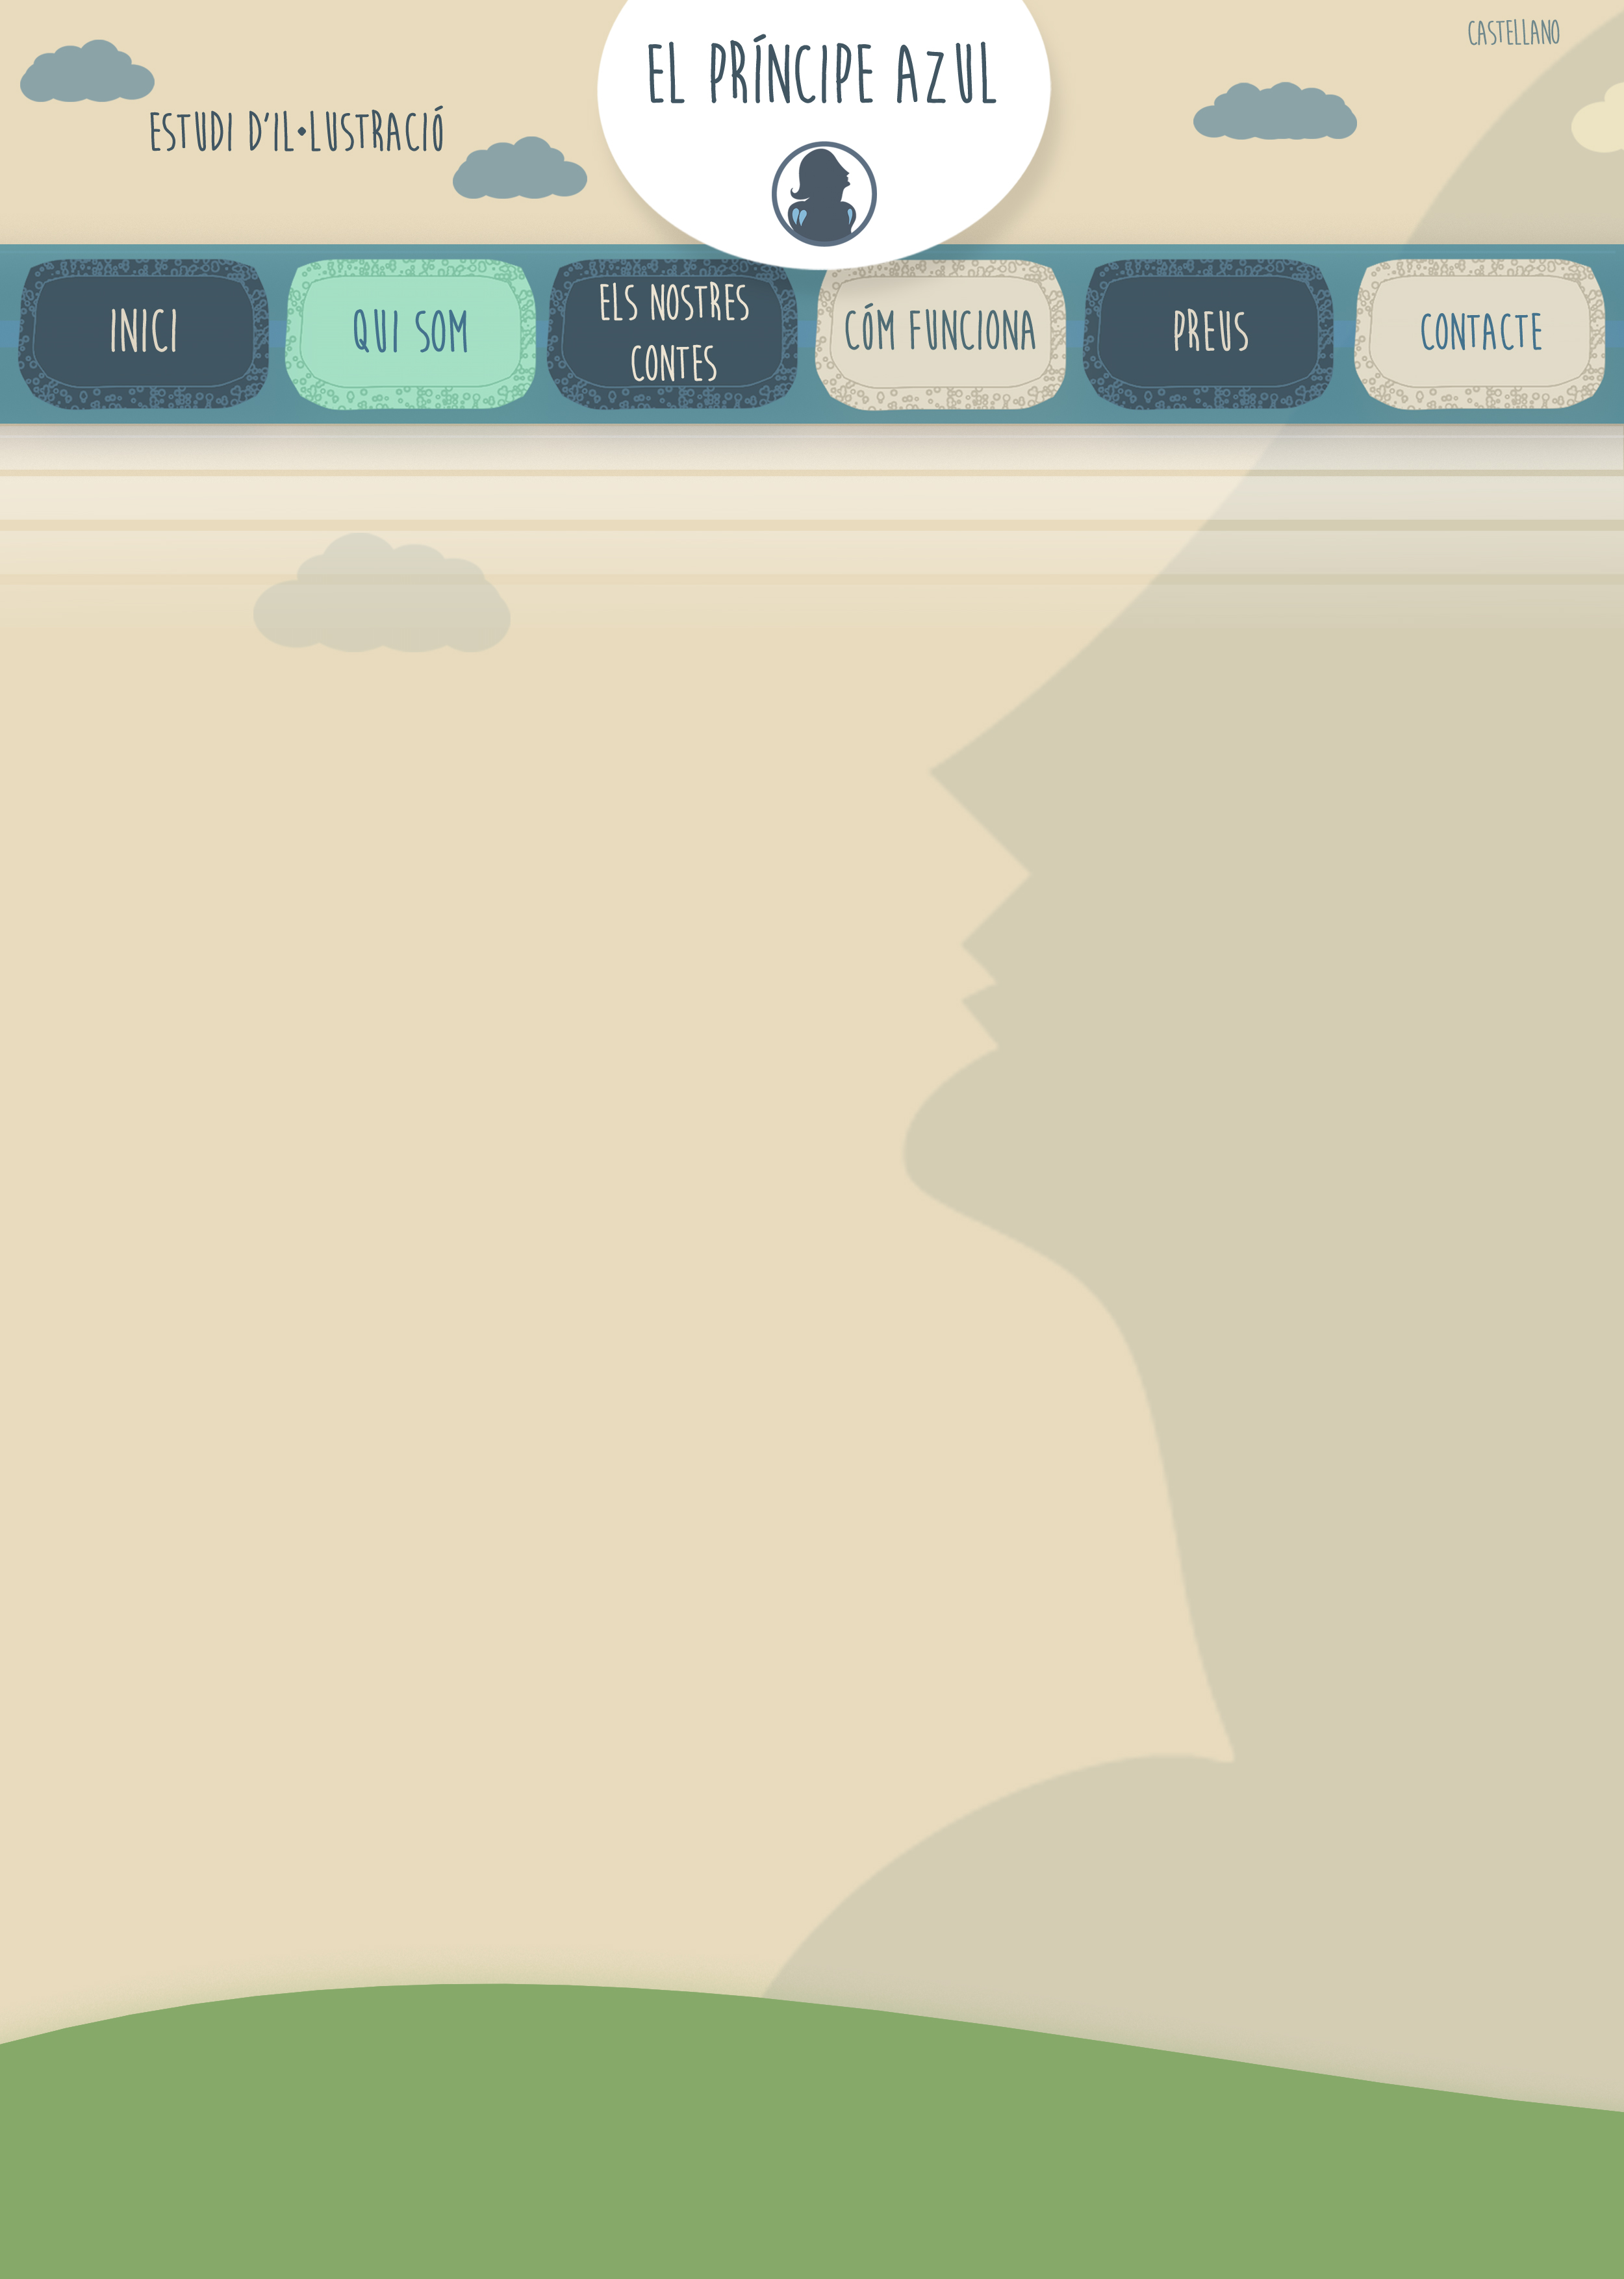 CASTELLANO
EL PRÍNCIPE AZUL
ESTUDI D'IL·LUSTRACIÓ
INICI
QUI SOM
ELS NOSTRES
CONTES
CÓM FUNCIONA
PREUS
CONTACTE